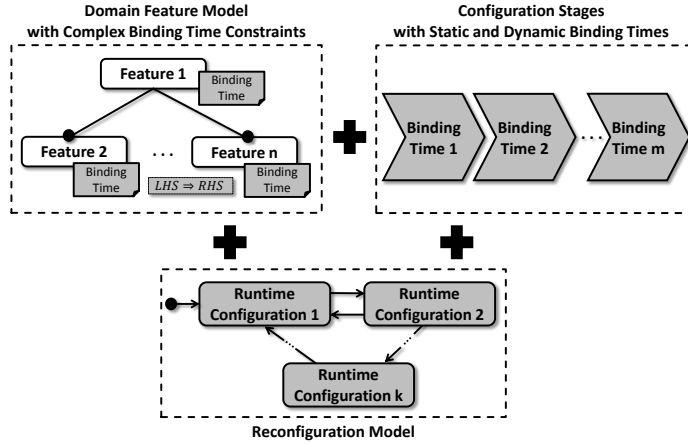 Domain Feature Model
with Complex Binding Time Constraints
Feature 1
Binding
Time
Feature 2
Binding
Time
...
Feature n
Binding
Time
LHS ⇒ RHS
Configuration Stages
with Static and Dynamic Binding Times
Binding
Time 1
Binding
Time 2
...
Binding
Time m
Runtime
Configuration 1
Runtime
Configuration 2
Runtime
Configuration k
Reconfiguration Model